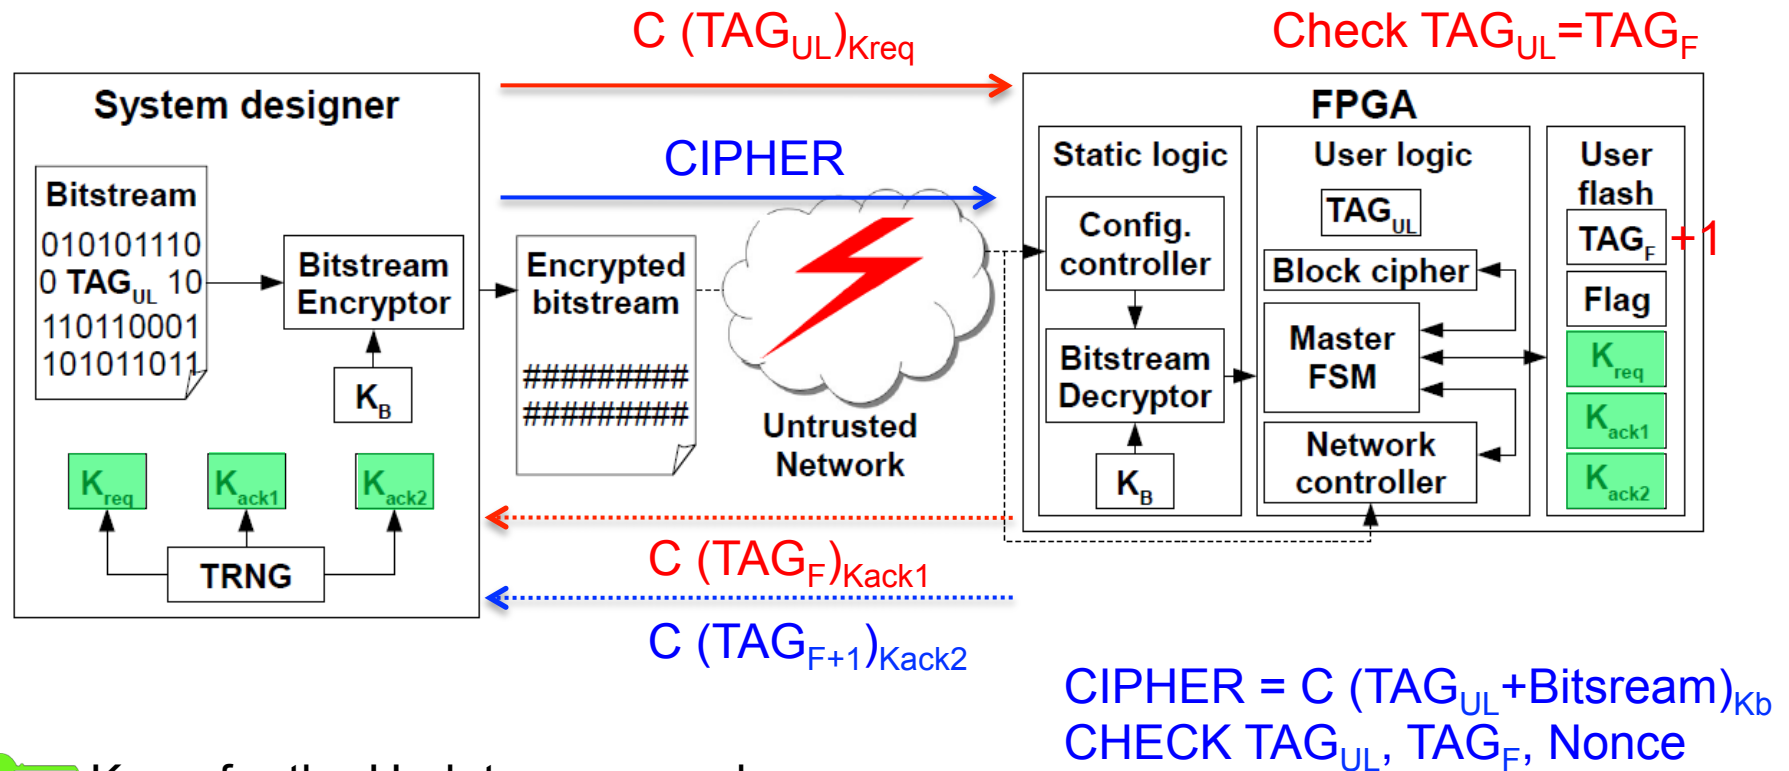 C (TAGUL)Kreq
Check TAGUL=TAGF
System designer
Bitstream
010101110
0 TAGUL 10
110110001
101011011
Bitstream
Encryptor
KB
Kreq
Kack1
Kack2
TRNG
CIPHER
Encrypted
bitstream
#########
#########
Untrusted
Network
C (TAGF)Kack1
C (TAGF+1)Kack2
FPGA
Static logic
Config.
controller
Bitstream
Decryptor
KB
User logic
TAGUL
Block cipher
Master
FSM
Network
controller
User
flash
TAGF +1
Flag
Kreq
Kack1
Kack2
CIPHER = C (TAGUL+Bitsream)Kb
CHECK TAGUL, TAGF, Nonce